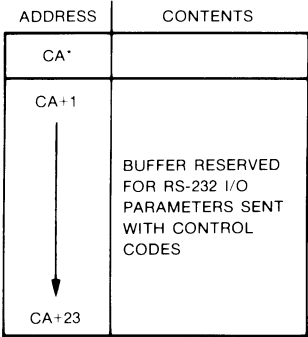 ADDRESS CONTENTS
CA*
CA+1
BUFFER RESERVED
FOR RS-232 I/O
PARAMETERS SENT
WITH CONTROL
CODES
CA+23